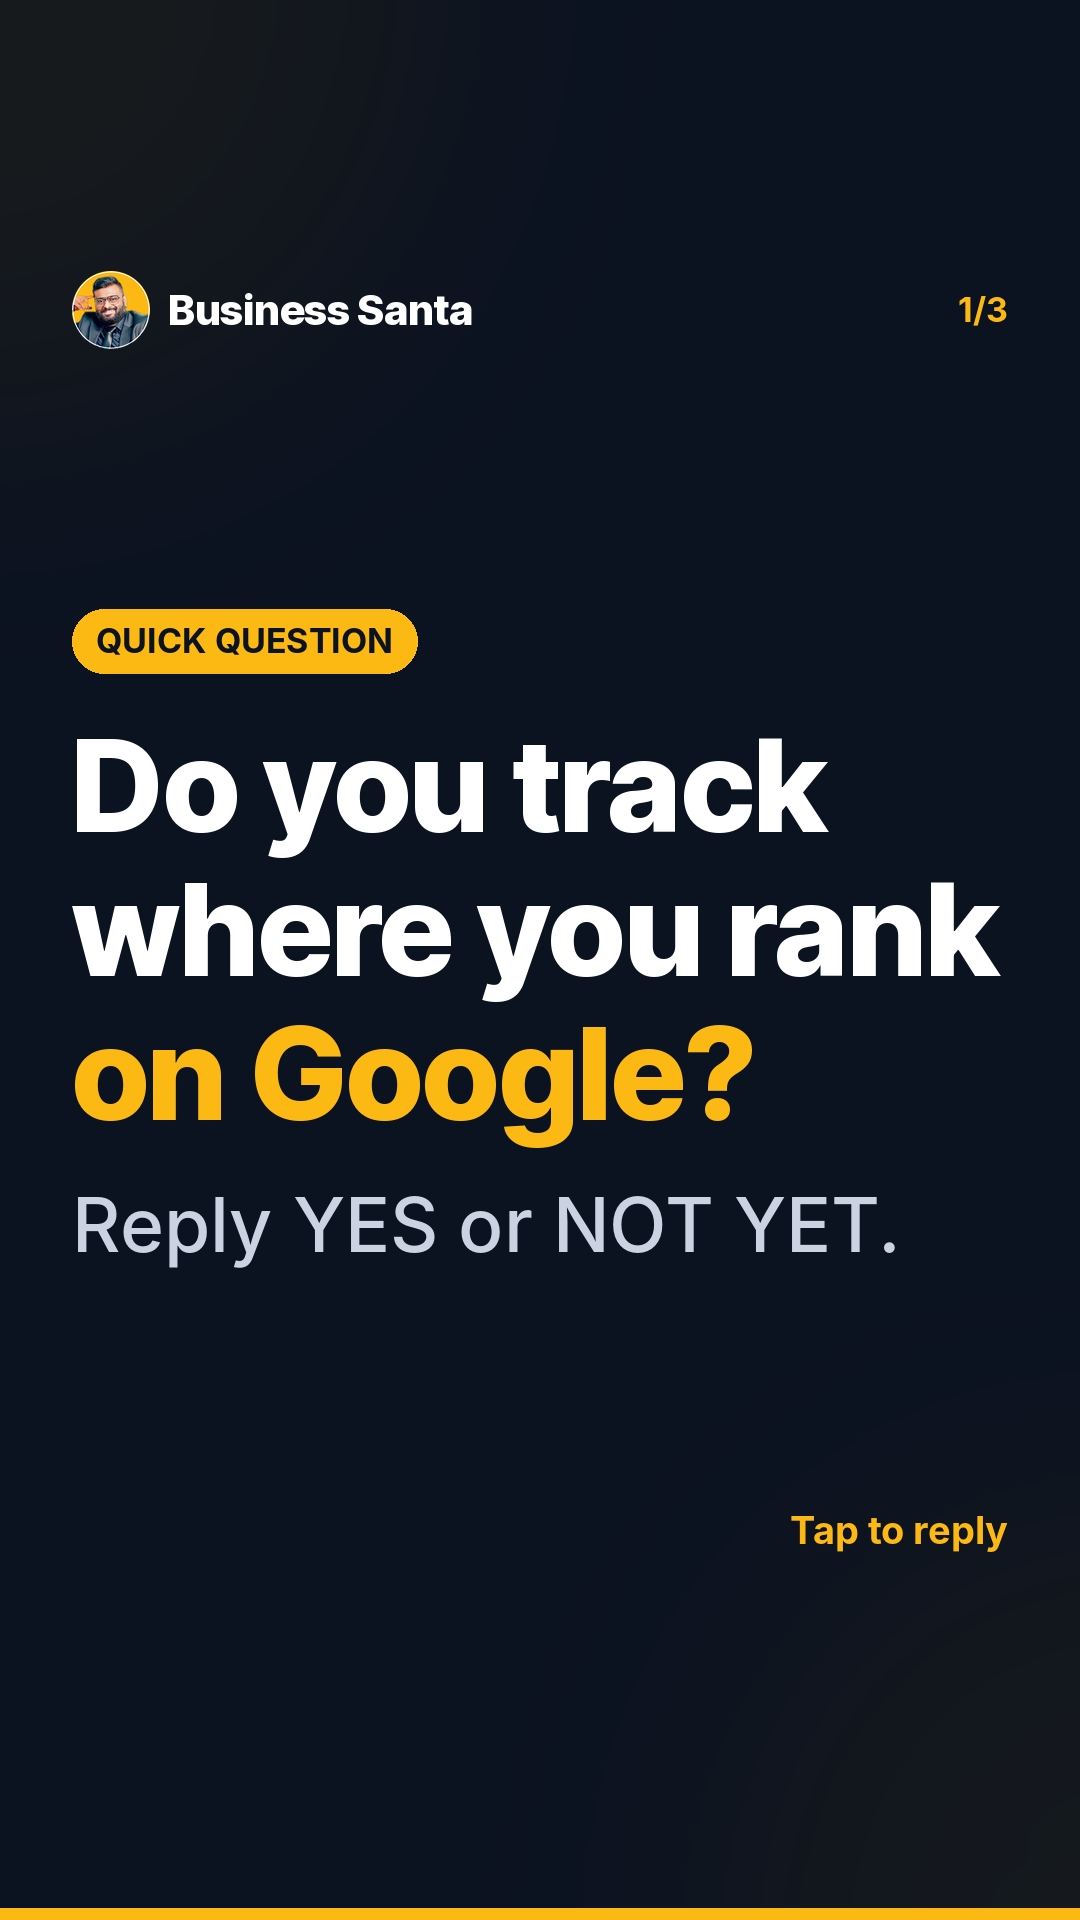 Business Santa
1/3
QUICK QUESTION
Do you track
where you rank
on Google?
Reply YES or NOT YET.
Tap to reply